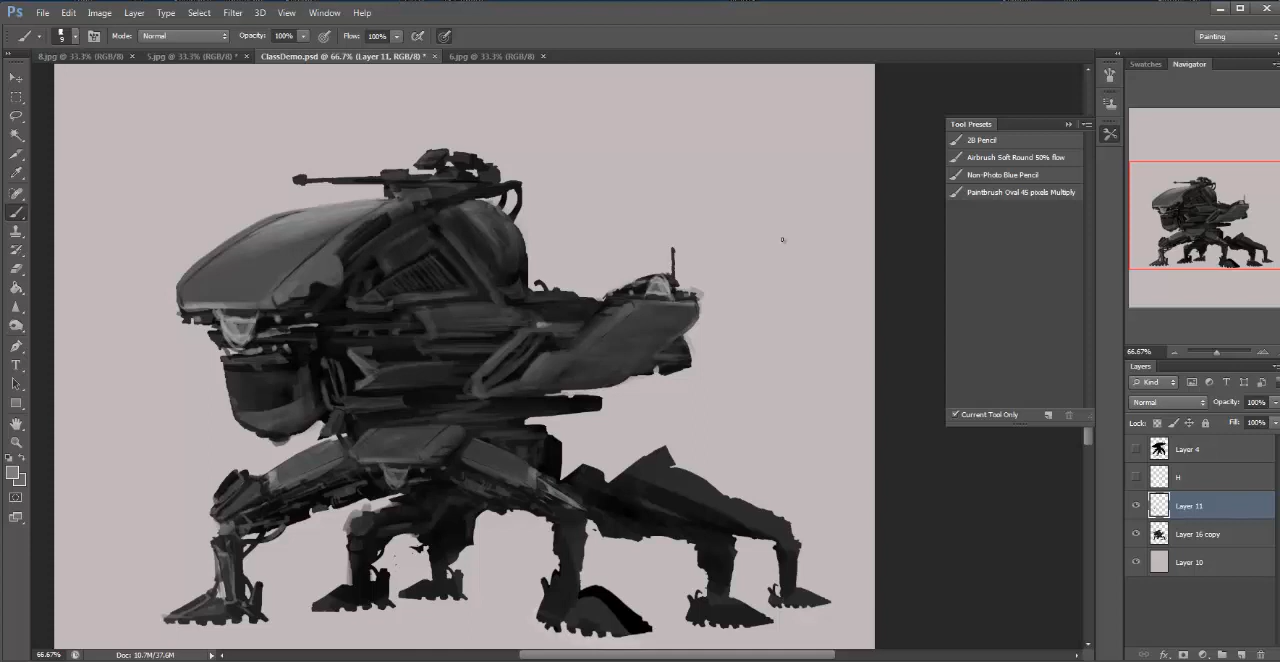 Ps File Edit Image Layer Type Select Filter 3D View Window Help
9 Mode: Normal Opacity: 100% Flow: 100% Painting
8.jpg @ 33.3% (RGB/8) × 5.jpg @ 33.3% (RGB/8) * × ClassDemo.psd @ 66.7% (Layer 11, RGB/8) * × 6.jpg @ 33.3% (RGB/8) ×
Swatches Navigator
Tool Presets
2B Pencil
Airbrush Soft Round 50% flow
Non-Photo Blue Pencil
Paintbrush Oval 45 pixels Multiply
Current Tool Only
66.67%
Layers
Kind
Normal Opacity: 100%
Lock: Fill: 100%
Layer 4
H
Layer 11
Layer 16 copy
Layer 10
66.67% Doc: 10.7M/37.6M